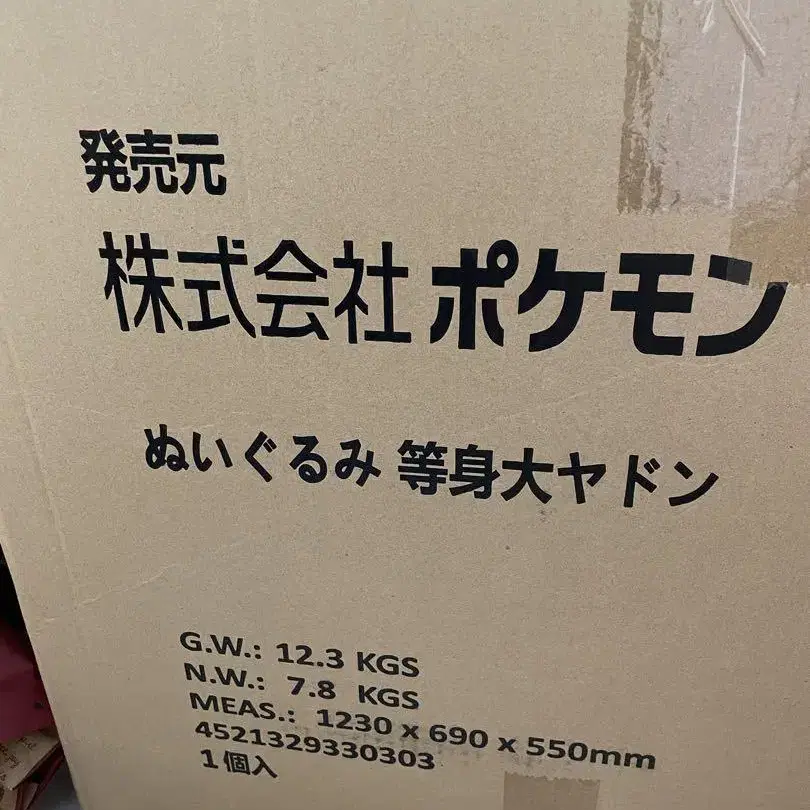 発売元
株式会社ポケモン
ぬいぐるみ 等身大ヤドン
G.W.: 12.3 KGS
N.W.: 7.8 KGS
MEAS.: 1230 x 690 x 550mm
4521329330303
1個入